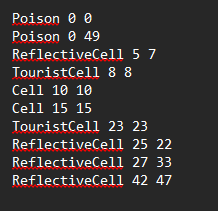 Poison 0 0
Poison 0 49
ReflectiveCell 5 7
TouristCell 8 8
Cell 10 10
Cell 15 15
TouristCell 23 23
ReflectiveCell 25 22
ReflectiveCell 27 33
ReflectiveCell 42 47